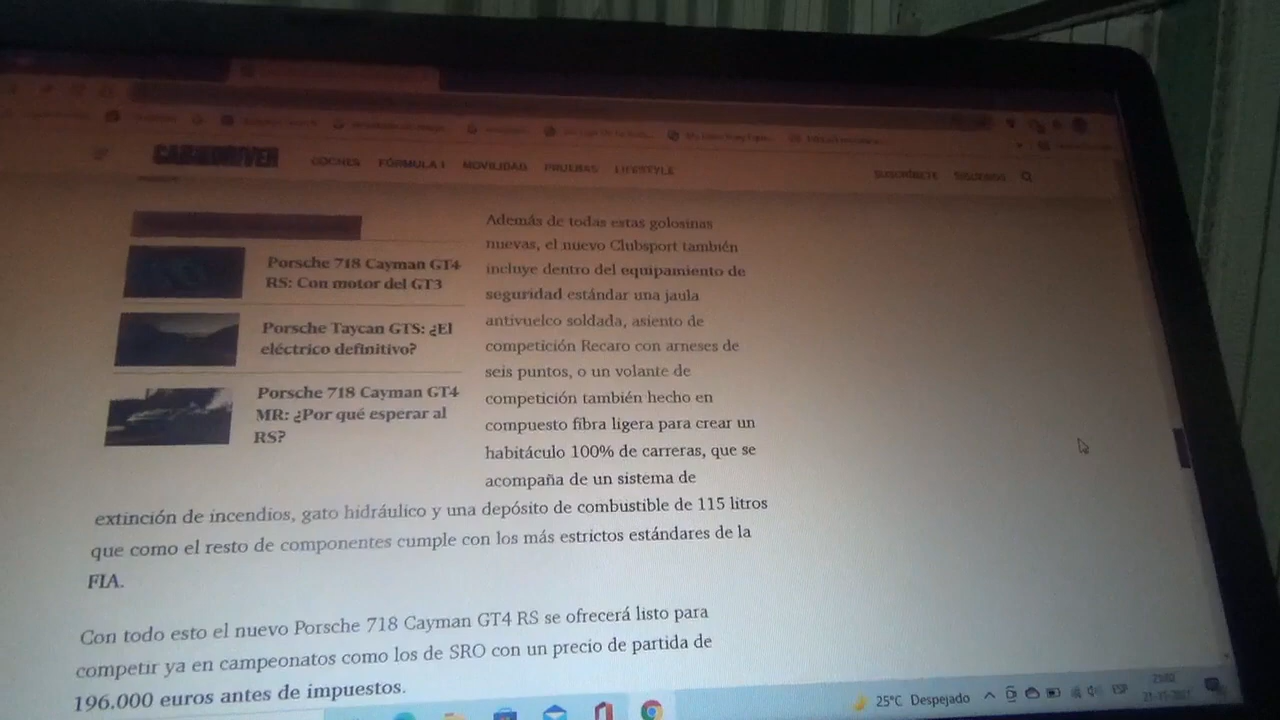 CAR AND DRIVER
COCHES FÓRMULA 1 MOVILIDAD PRUEBAS LIFESTYLE
SUSCRÍBETE SÍGUENOS
Porsche 718 Cayman GT4
RS: Con motor del GT3
Porsche Taycan GTS: ¿El
eléctrico definitivo?
Porsche 718 Cayman GT4
MR: ¿Por qué esperar al
RS?
Además de todas estas golosinas
nuevas, el nuevo Clubsport también
incluye dentro del equipamiento de
seguridad estándar una jaula
antivuelco soldada, asiento de
competición Recaro con arneses de
seis puntos, o un volante de
competición también hecho en
compuesto fibra ligera para crear un
habitáculo 100% de carreras, que se
acompaña de un sistema de
extinción de incendios, gato hidráulico y una depósito de combustible de 115 litros
que como el resto de componentes cumple con los más estrictos estándares de la
FIA.
Con todo esto el nuevo Porsche 718 Cayman GT4 RS se ofrecerá listo para
competir ya en campeonatos como los de SRO con un precio de partida de
196.000 euros antes de impuestos.
25°C Despejado ESP